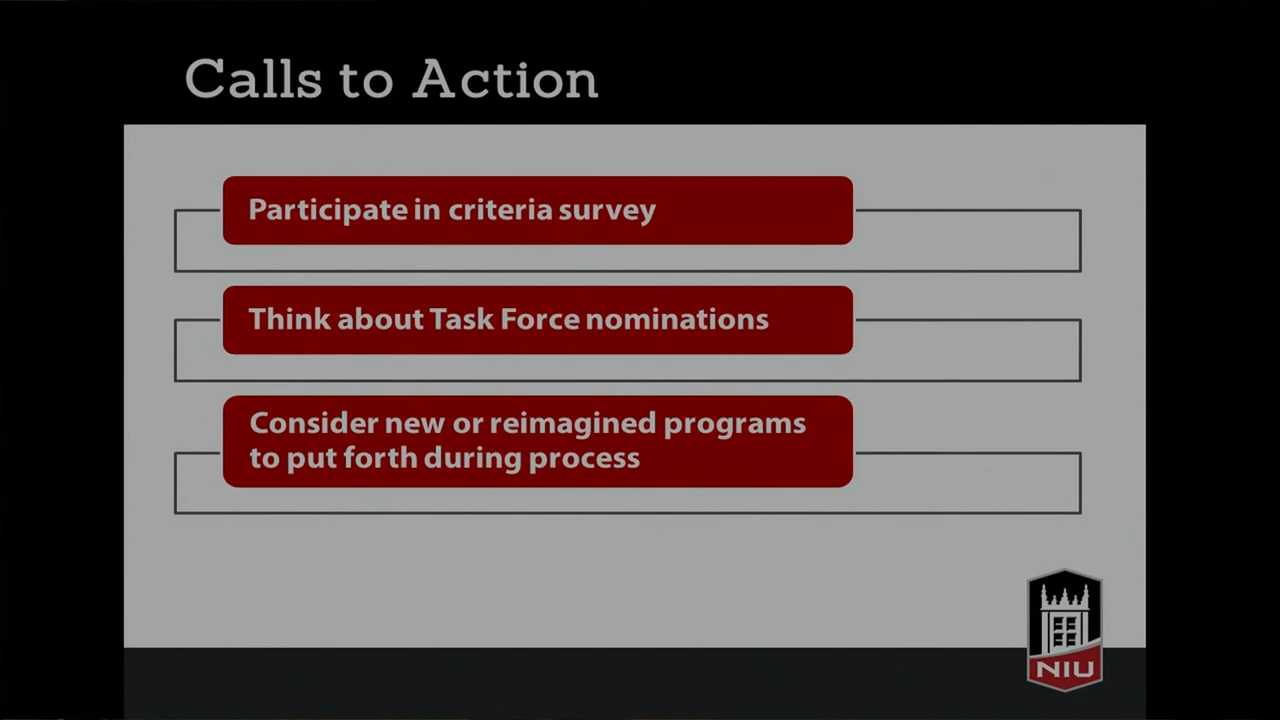 Calls to Action
Participate in criteria survey
Think about Task Force nominations
Consider new or reimagined programs
to put forth during process
NIU